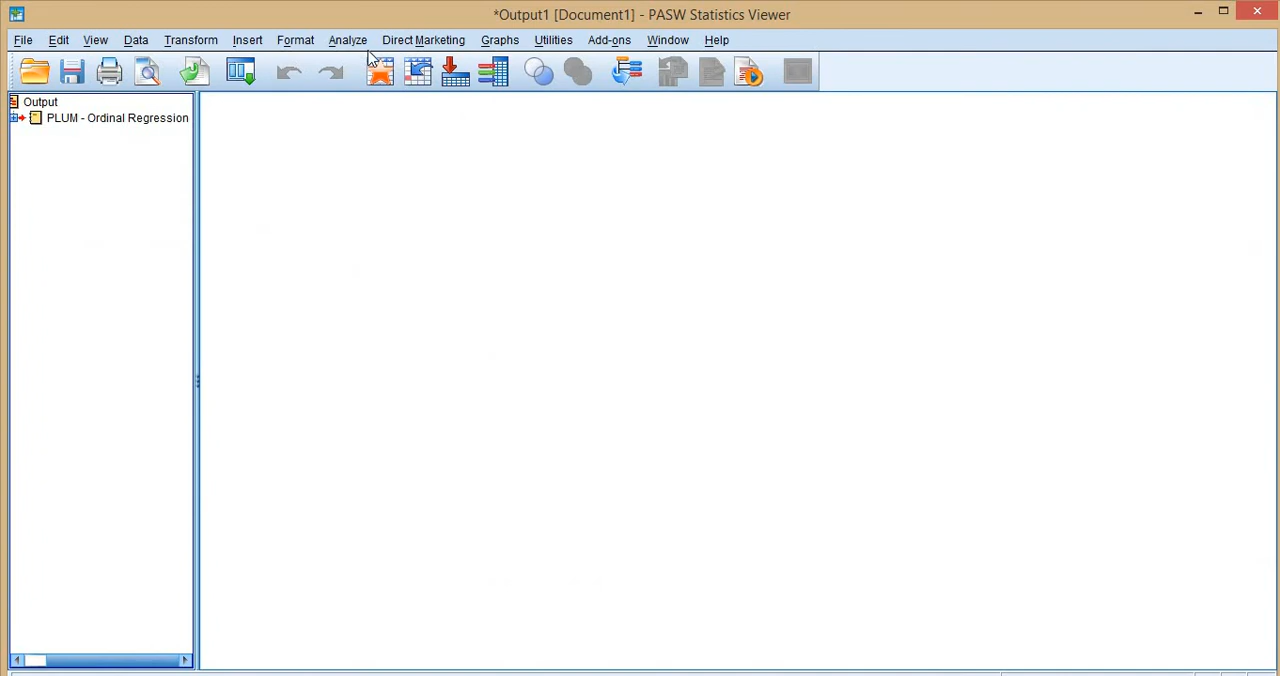 *Output1 [Document1] - PASW Statistics Viewer
File Edit View Data Transform Insert Format Analyze Direct Marketing Graphs Utilities Add-ons Window Help
Output
PLUM - Ordinal Regression